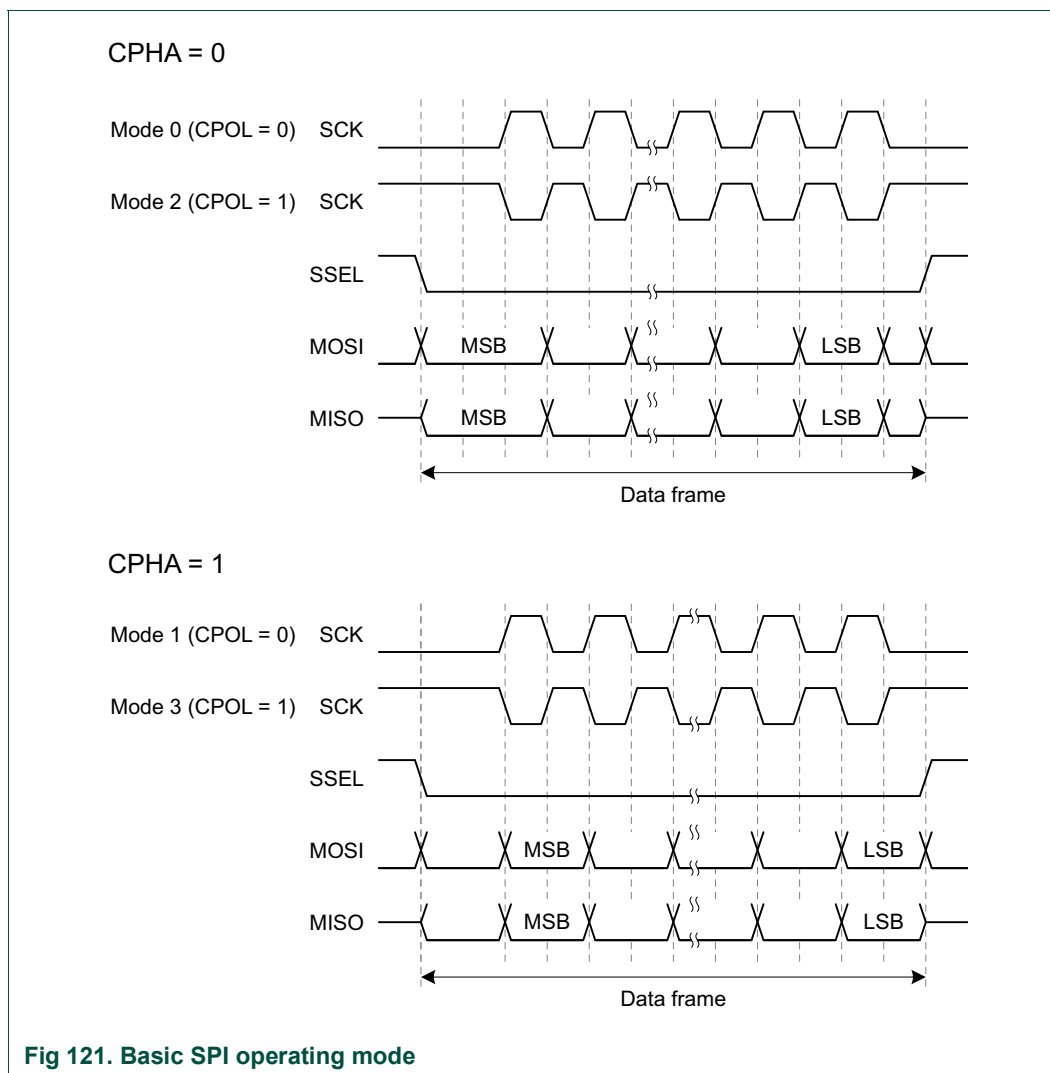 CPHA = 0
Mode 0 (CPOL = 0) SCK
Mode 2 (CPOL = 1) SCK
SSEL
MOSI MSB LSB
MISO MSB LSB
Data frame
CPHA = 1
Mode 1 (CPOL = 0) SCK
Mode 3 (CPOL = 1) SCK
SSEL
MOSI MSB LSB
MISO MSB LSB
Data frame
Fig 121. Basic SPI operating mode